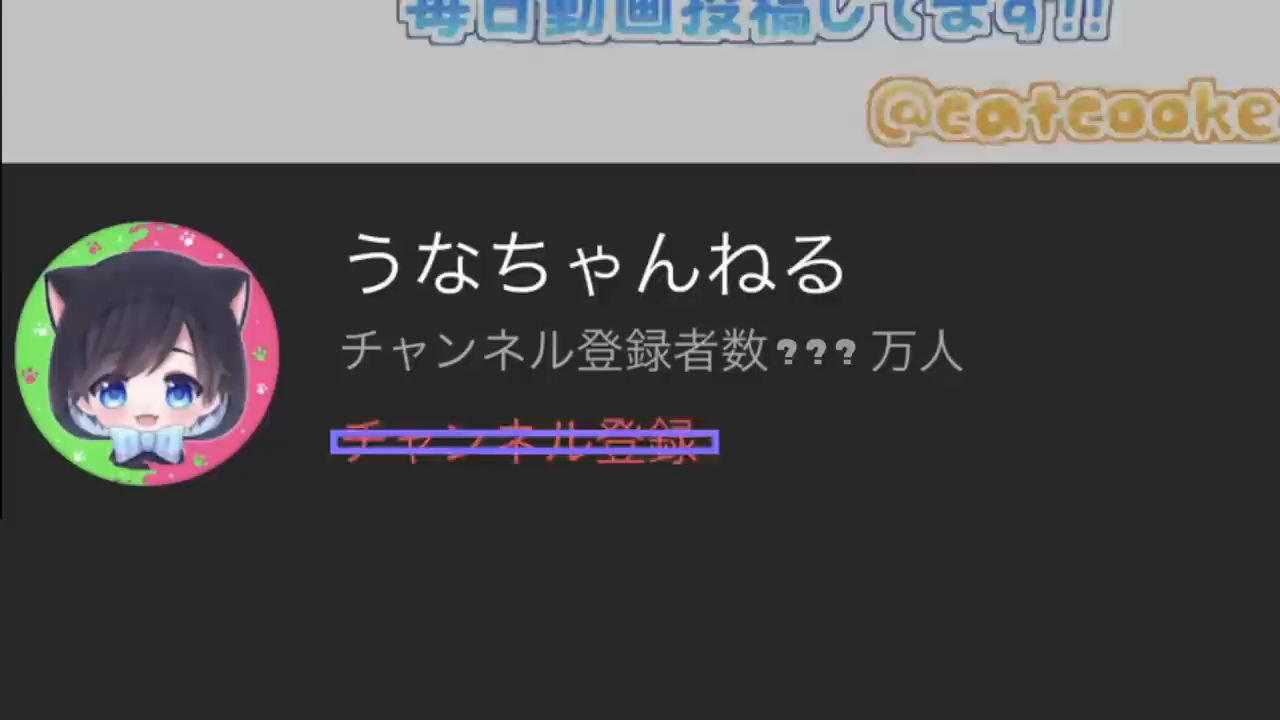 毎日動画投稿してます!!
@catcooke
うなちゃんねる
チャンネル登録者数??? 万人
チャンネル登録